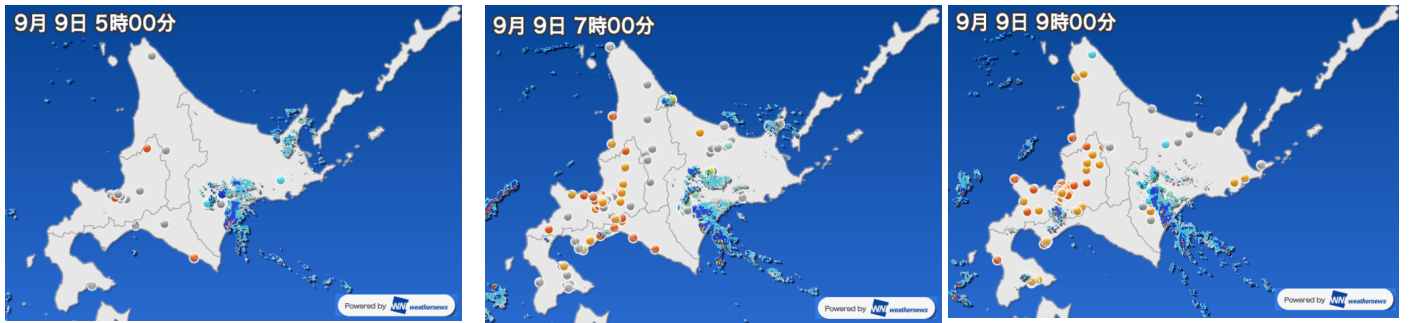 9月 9日 5時00分
Powered by WN weathernews
9月 9日 7時00分
Powered by WN weathernews
9月 9日 9時00分
Powered by WN weathernews